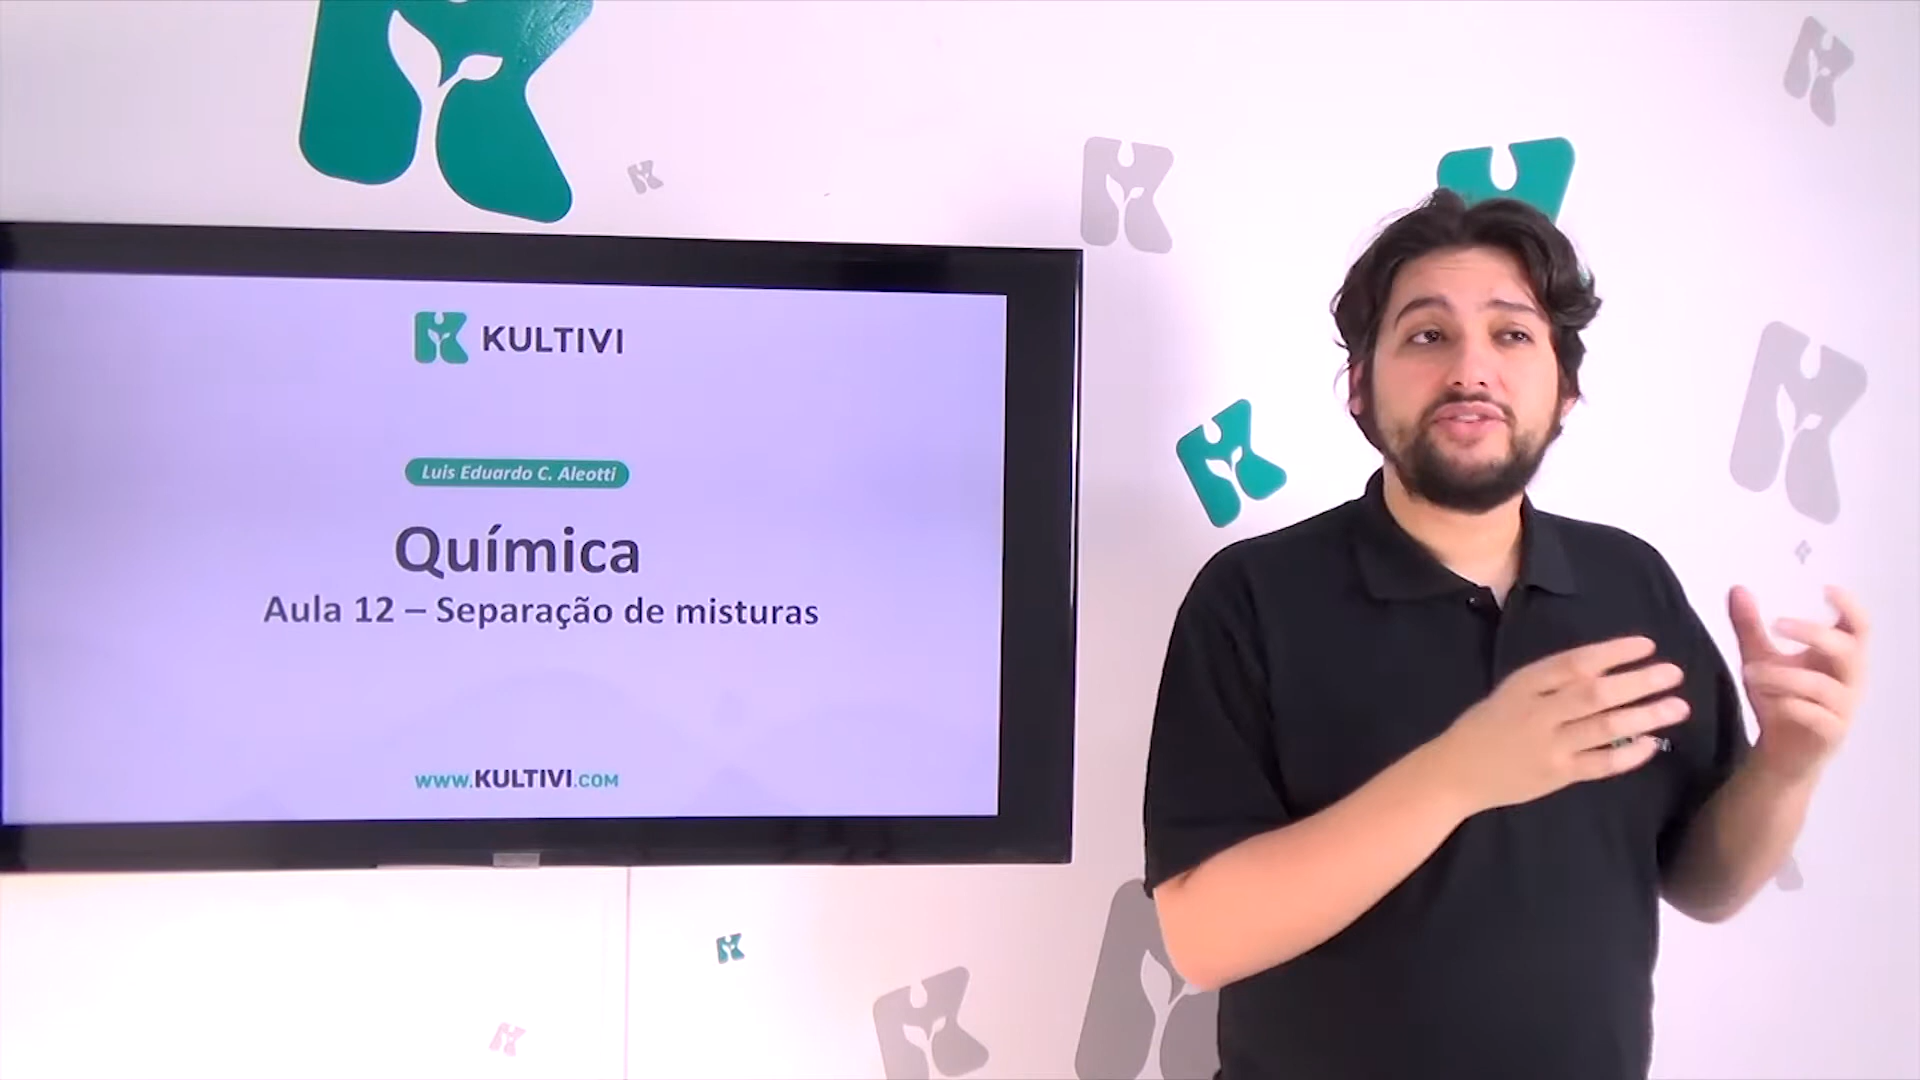 KULTIVI
Luis Eduardo C. Aleotti
Química
Aula 12 – Separação de misturas
WWW.KULTIVI.COM